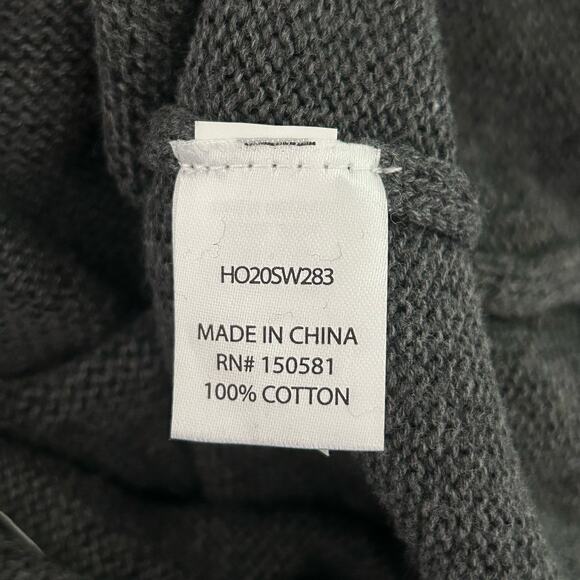 HO20SW283
MADE IN CHINA
RN# 150581
100% COTTON